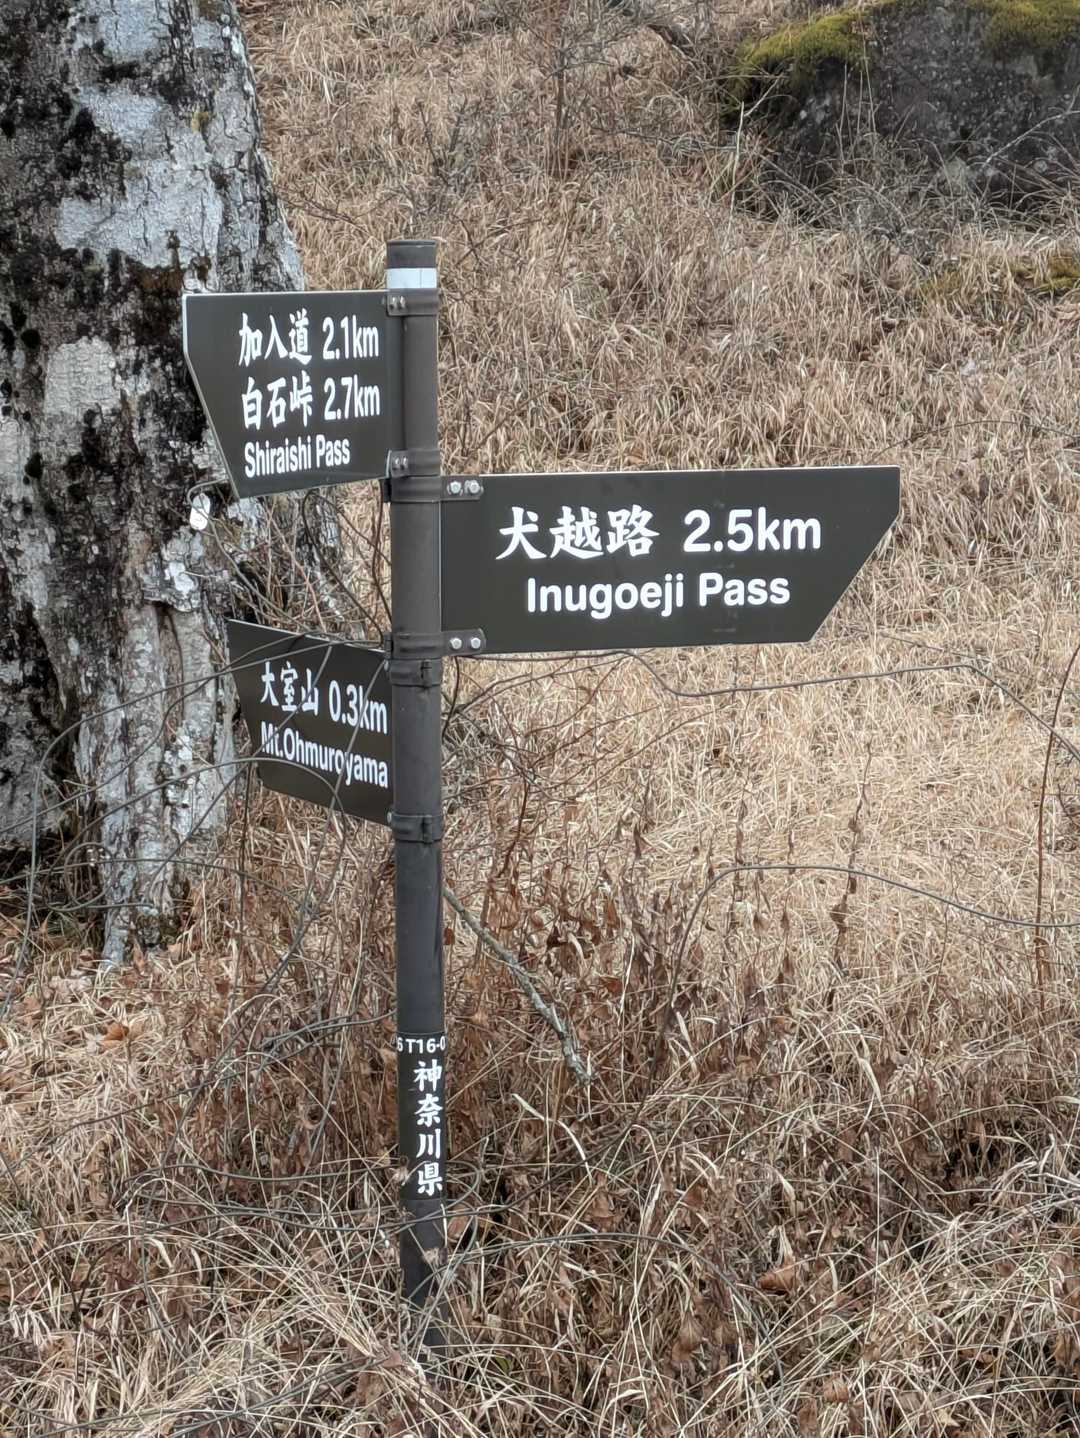 加入道 2.1km
白石峠 2.7km
Shiraishi Pass
犬越路 2.5km
Inugoeji Pass
大室山 0.3km
Mt.Ohmuroyama
神奈川県